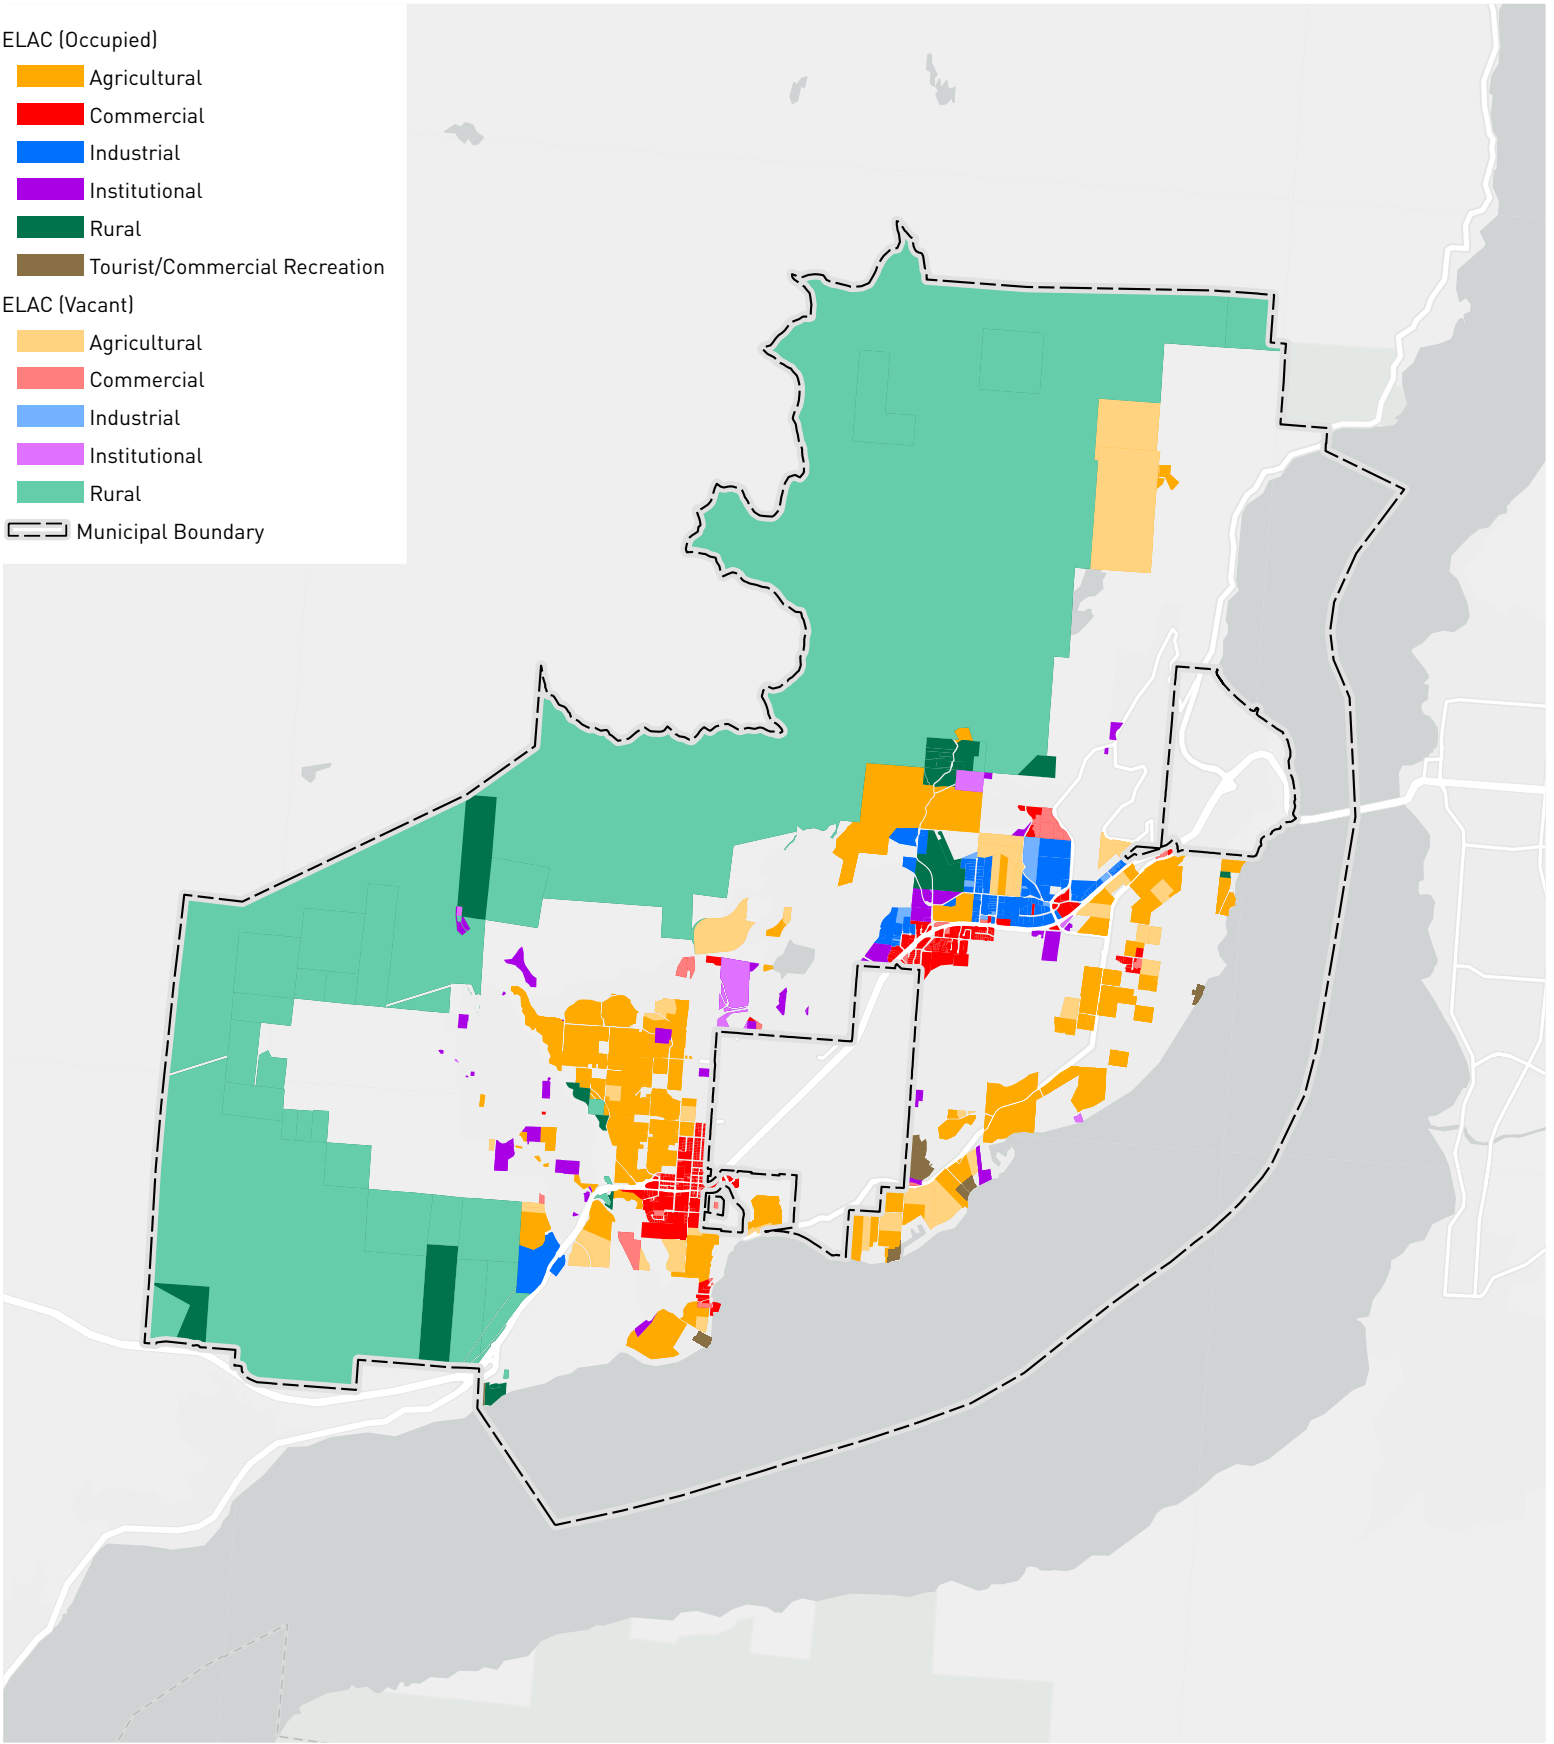 ELAC (Occupied)
Agricultural
Commercial
Industrial
Institutional
Rural
Tourist/Commercial Recreation
ELAC (Vacant)
Agricultural
Commercial
Industrial
Institutional
Rural
Municipal Boundary